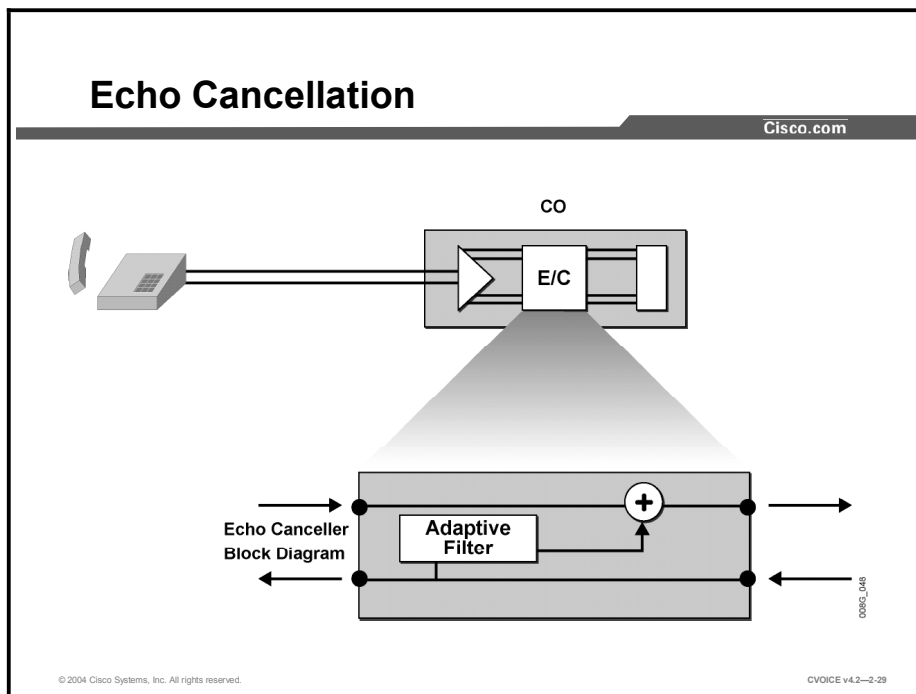 Echo Cancellation
Cisco.com
CO
E/C
Echo Canceller
Block Diagram
Adaptive
Filter
+
008G_048
© 2004 Cisco Systems, Inc. All rights reserved.
CVOICE v4.2—2-29